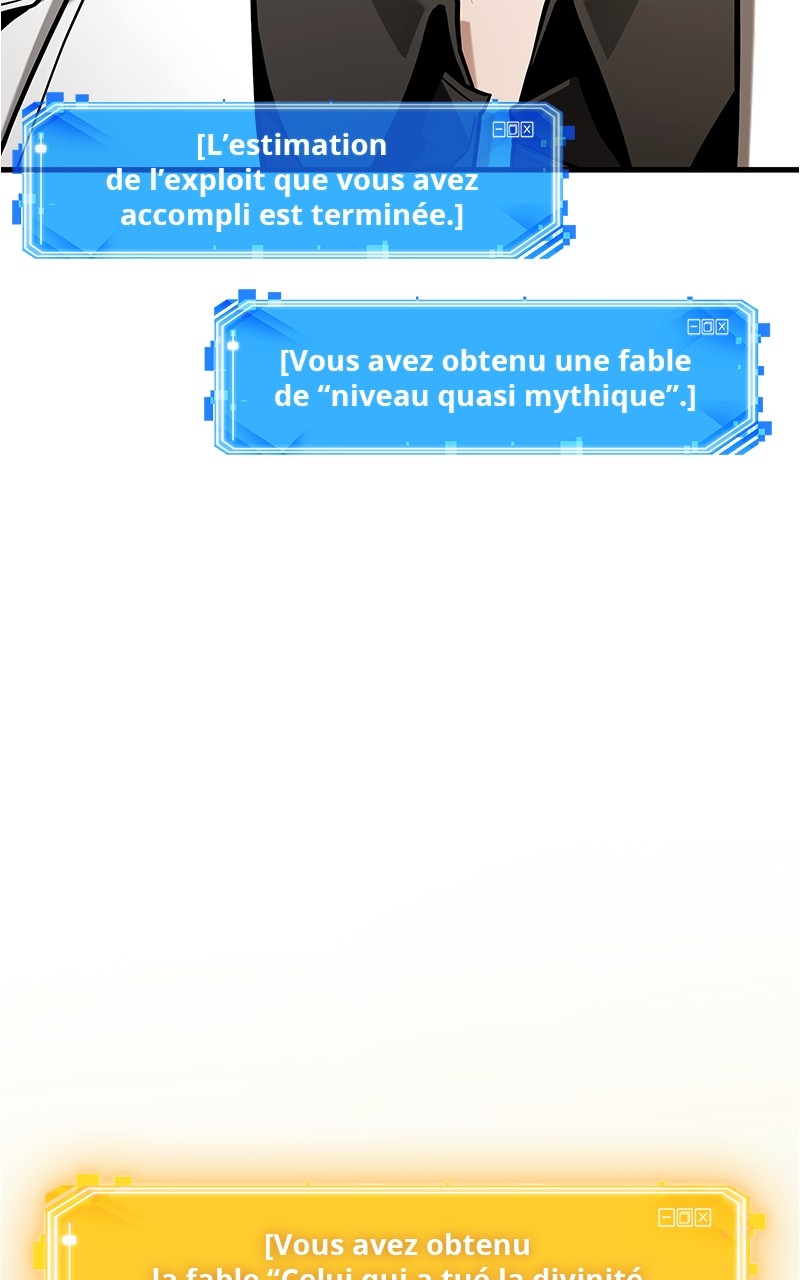 [L’estimation
de l’exploit que vous avez
accompli est terminée.]
[Vous avez obtenu une fable
de “niveau quasi mythique”.]
[Vous avez obtenu
la fable “Celui qui a tué la divinité